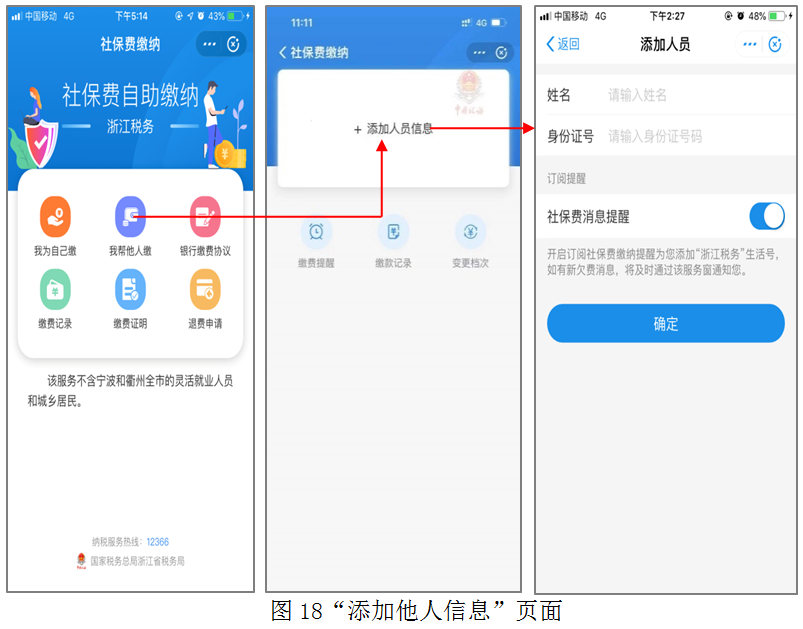 中国移动 4G 下午5:14 43%
社保费缴纳
社保费自助缴纳
浙江税务
我为自己缴 我帮他人缴 银行缴费协议
缴费记录 缴费证明 退费申请
该服务不含宁波和衢州全市的灵活就业人员
和城乡居民。
纳税服务热线：12366
国家税务总局浙江省税务局
11:11 4G
社保费缴纳
中国税务
+ 添加人员信息
缴费提醒 缴款记录 变更档次
中国移动 4G 下午2:27 48%
返回 添加人员
姓名 请输入姓名
身份证号 请输入身份证号码
订阅提醒
社保费消息提醒
开启订阅社保费缴纳提醒为您添加“浙江税务”生活号，
如有新欠费消息，将及时通过该服务窗通知您。
确定
图 18“添加他人信息”页面